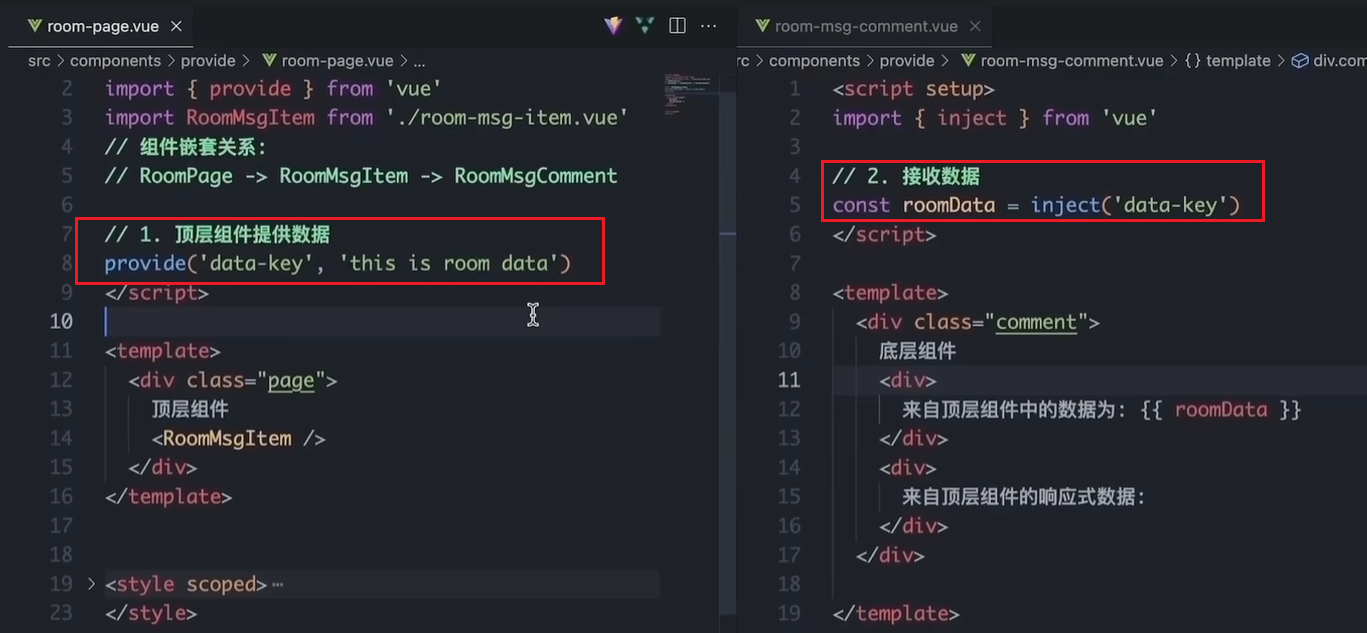 room-page.vue
src > components > provide > room-page.vue > ...
2 import { provide } from 'vue'
3 import RoomMsgItem from './room-msg-item.vue'
4 // 组件嵌套关系:
5 // RoomPage -> RoomMsgItem -> RoomMsgComment
6
7 // 1. 顶层组件提供数据
8 provide('data-key', 'this is room data')
9 </script>
10
11 <template>
12 <div class="page">
13 顶层组件
14 <RoomMsgItem />
15 </div>
16 </template>
17
18
19 <style scoped>
23 </style>
room-msg-comment.vue
rc > components > provide > room-msg-comment.vue > {} template > div.com
1 <script setup>
2 import { inject } from 'vue'
3
4 // 2. 接收数据
5 const roomData = inject('data-key')
6 </script>
7
8 <template>
9 <div class="comment">
10 底层组件
11 <div>
12 来自顶层组件中的数据为: {{ roomData }}
13 </div>
14 <div>
15 来自顶层组件的响应式数据:
16 </div>
17 </div>
18
19 </template>